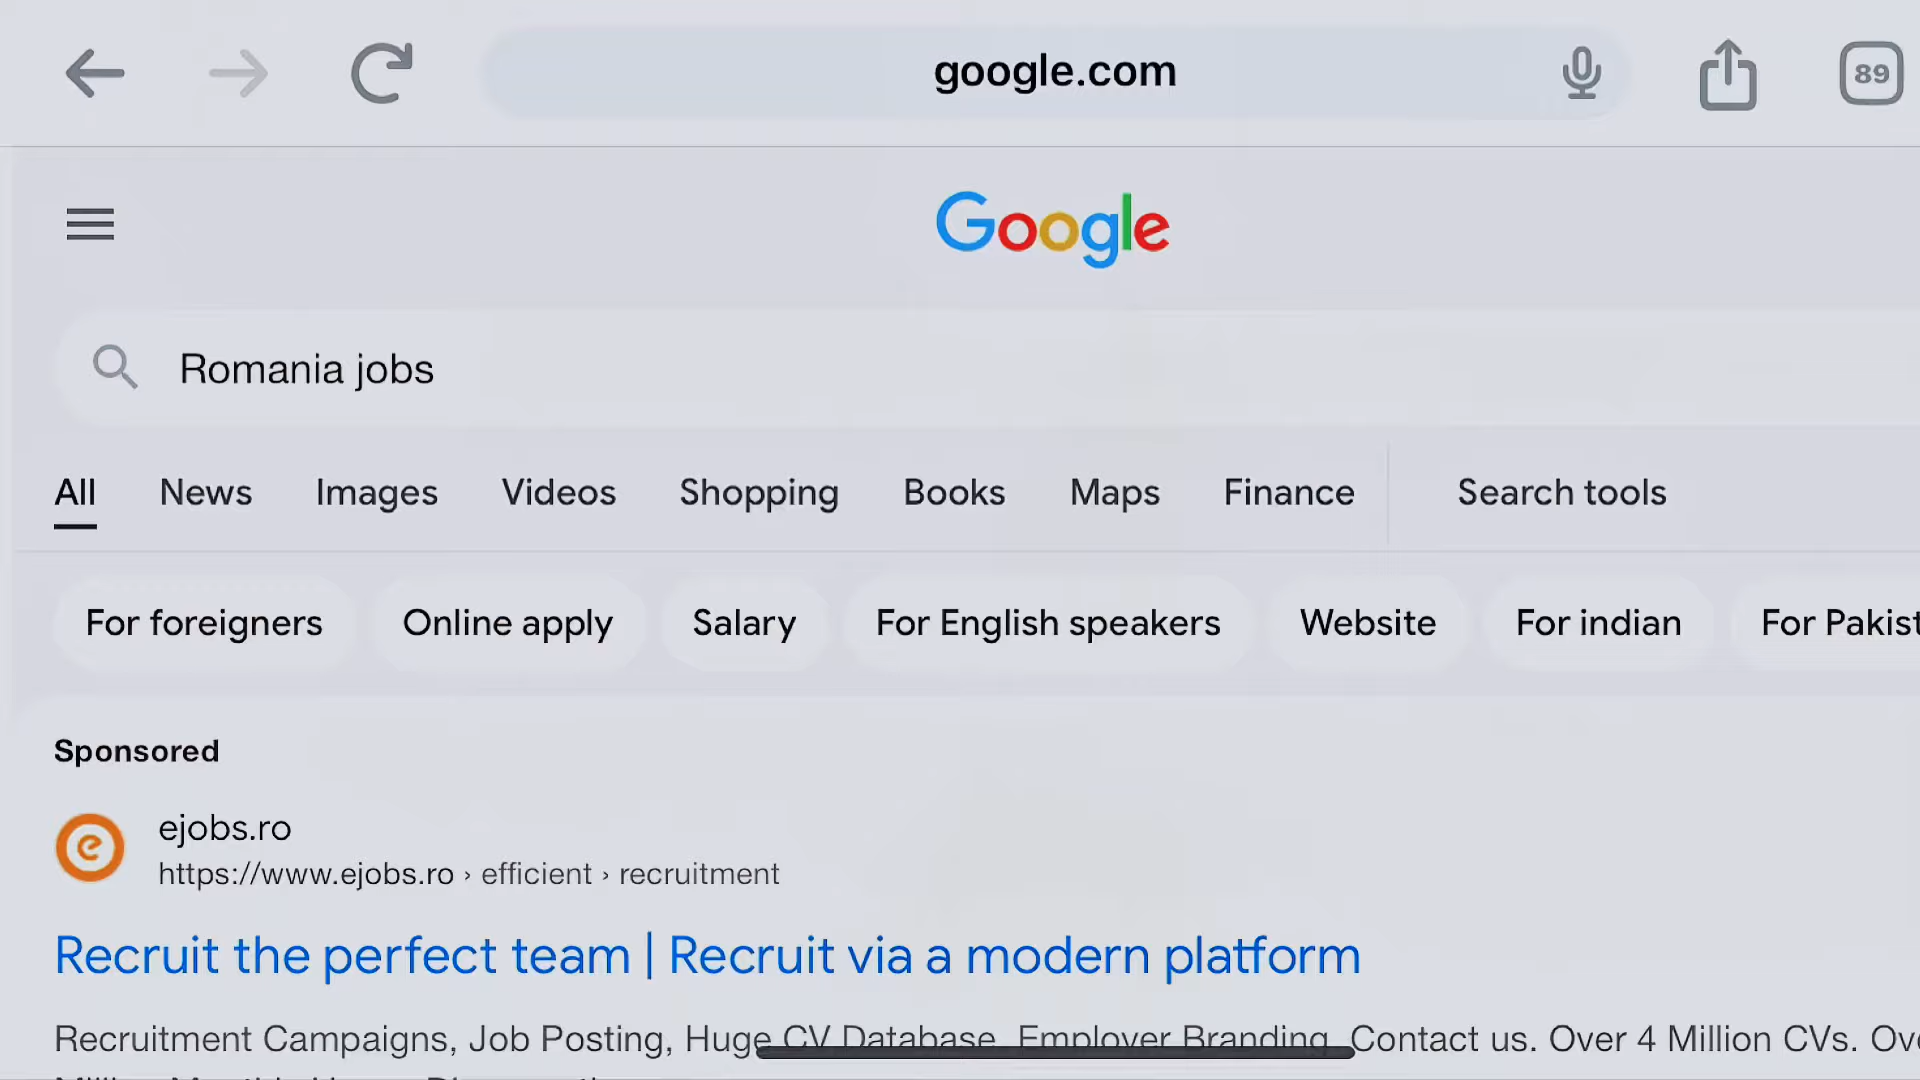 google.com
89
Google
Romania jobs
All News Images Videos Shopping Books Maps Finance Search tools
For foreigners Online apply Salary For English speakers Website For indian For Pakist
Sponsored
ejobs.ro
https://www.ejobs.ro › efficient › recruitment
Recruit the perfect team | Recruit via a modern platform
Recruitment Campaigns, Job Posting, Huge CV Database, Employer Branding. Contact us. Over 4 Million CVs.